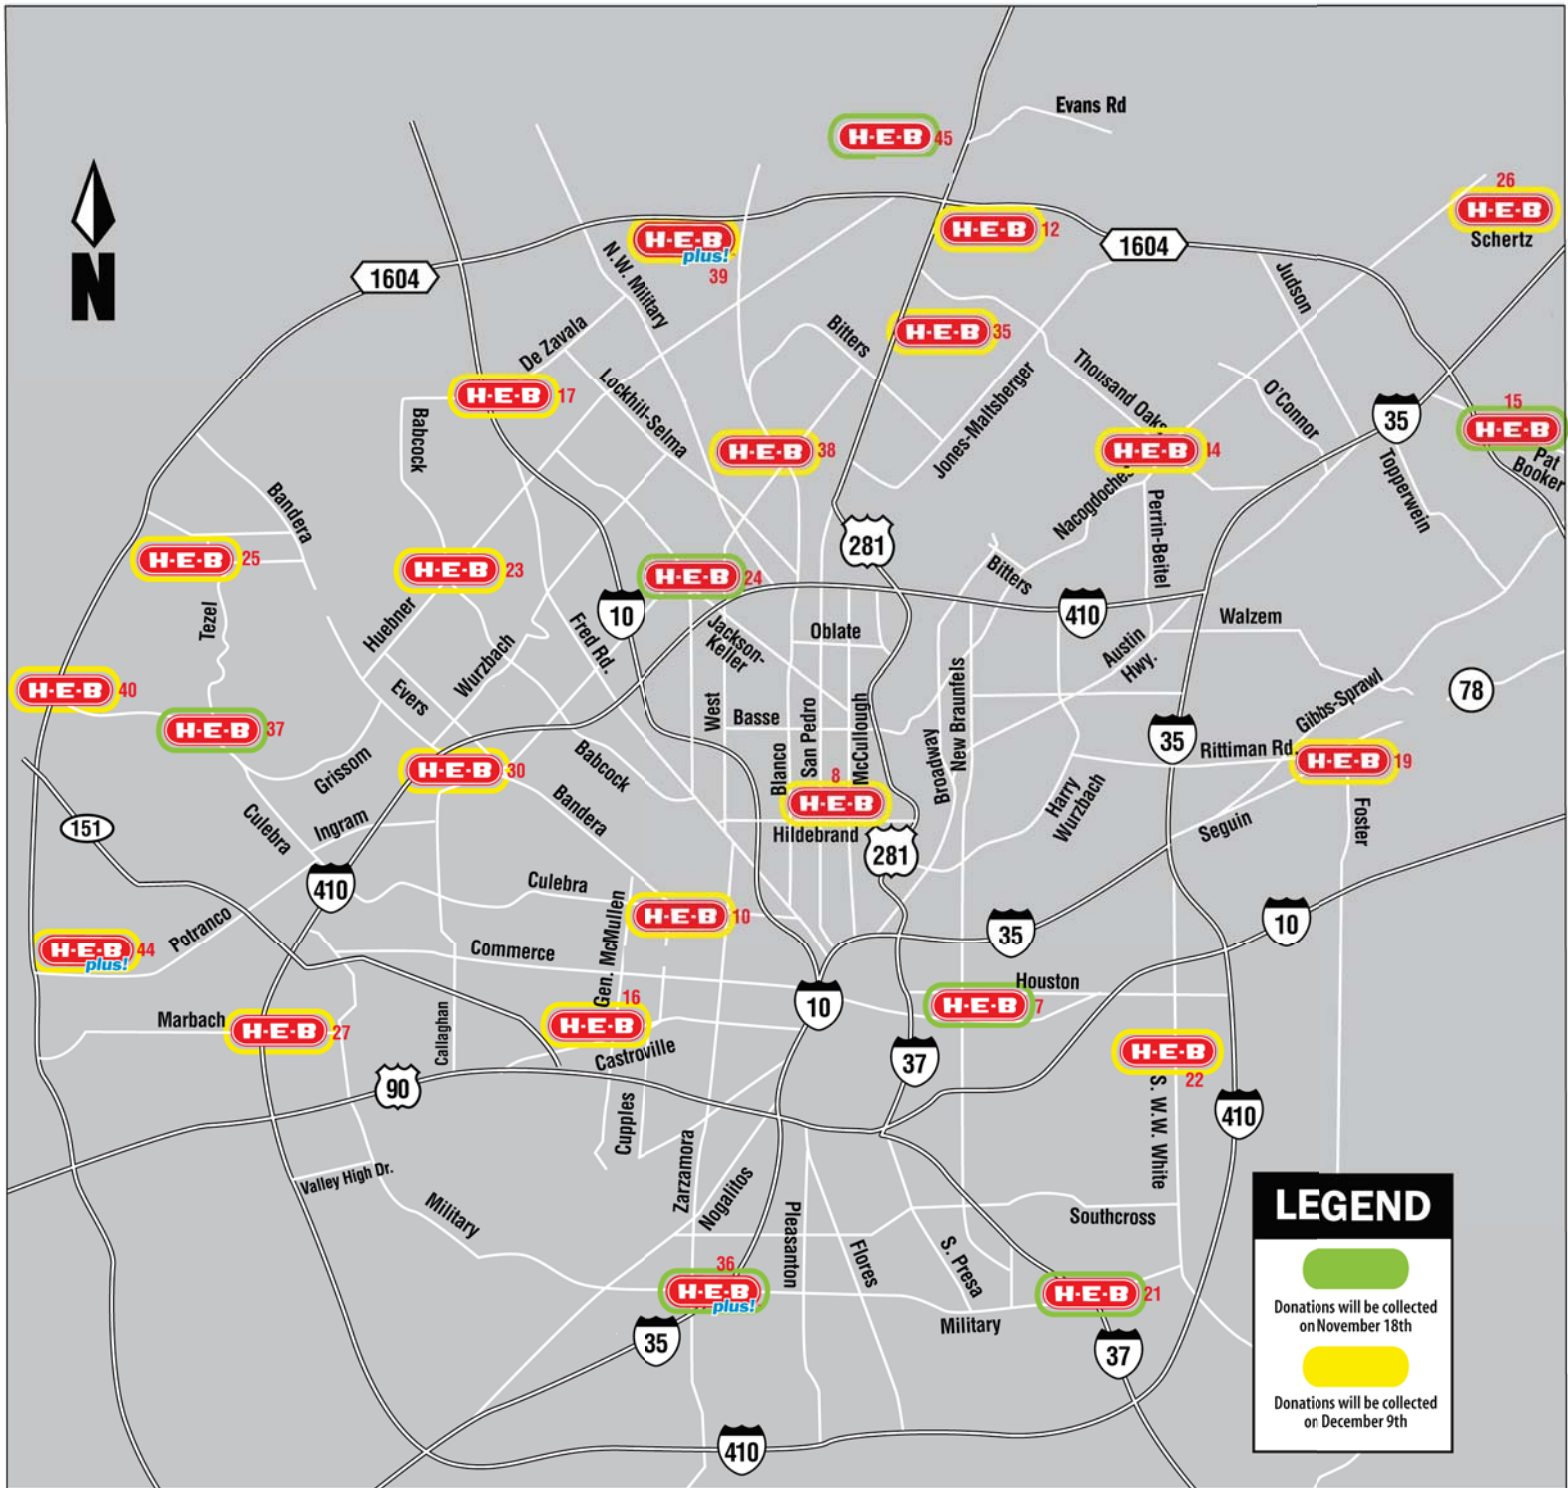 Evans Rd
H-E-B 45
26
H-E-B
Schertz
N
H-E-B
plus!
39
H-E-B 12
1604
1604
N.W. Military
Judson
De Zavala
Bitters
H-E-B 35
H-E-B 17
Lockhill-Selma
Jones-Maltsberger
Thousand Oaks
O'Connor
35
15
H-E-B
Pat
Booker
Babcock
H-E-B 38
H-E-B 14
Nacogdoches
Perrin-Beitel
Topperwein
Bandera
281
H-E-B 25
H-E-B 23
H-E-B 24
Bitters
10
410
Walzem
Tezel
Huebner
Wurzbach
Fred Rd.
Jackson-
Keller
Oblate
Austin
Hwy.
H-E-B 40
H-E-B 37
Evers
West
Basse
Blanco
San Pedro
McCullough
Broadway
New Braunfels
Gibbs-Sprawl
78
35
Rittiman Rd.
H-E-B 19
Grissom
H-E-B 30
Babcock
8
H-E-B
Hildebrand
Harry
Wurzbach
Seguin
Foster
151
Culebra
Ingram
Bandera
281
410
Culebra
Gen. McMullen
H-E-B 10
35
10
Potranco
H-E-B 44
plus!
Commerce
10
Houston
H-E-B 7
Marbach
H-E-B 27
Callaghan
16
H-E-B
Castroville
37
H-E-B
22
90
410
Cupples
S. W.W. White
Valley High Dr.
Zarzamora
Nogalitos
Military
Pleasanton
Flores
S. Presa
Southcross
36
H-E-B
plus!
H-E-B 21
Military
35
37
410
LEGEND
Donations will be collected
on November 18th
Donations will be collected
on December 9th